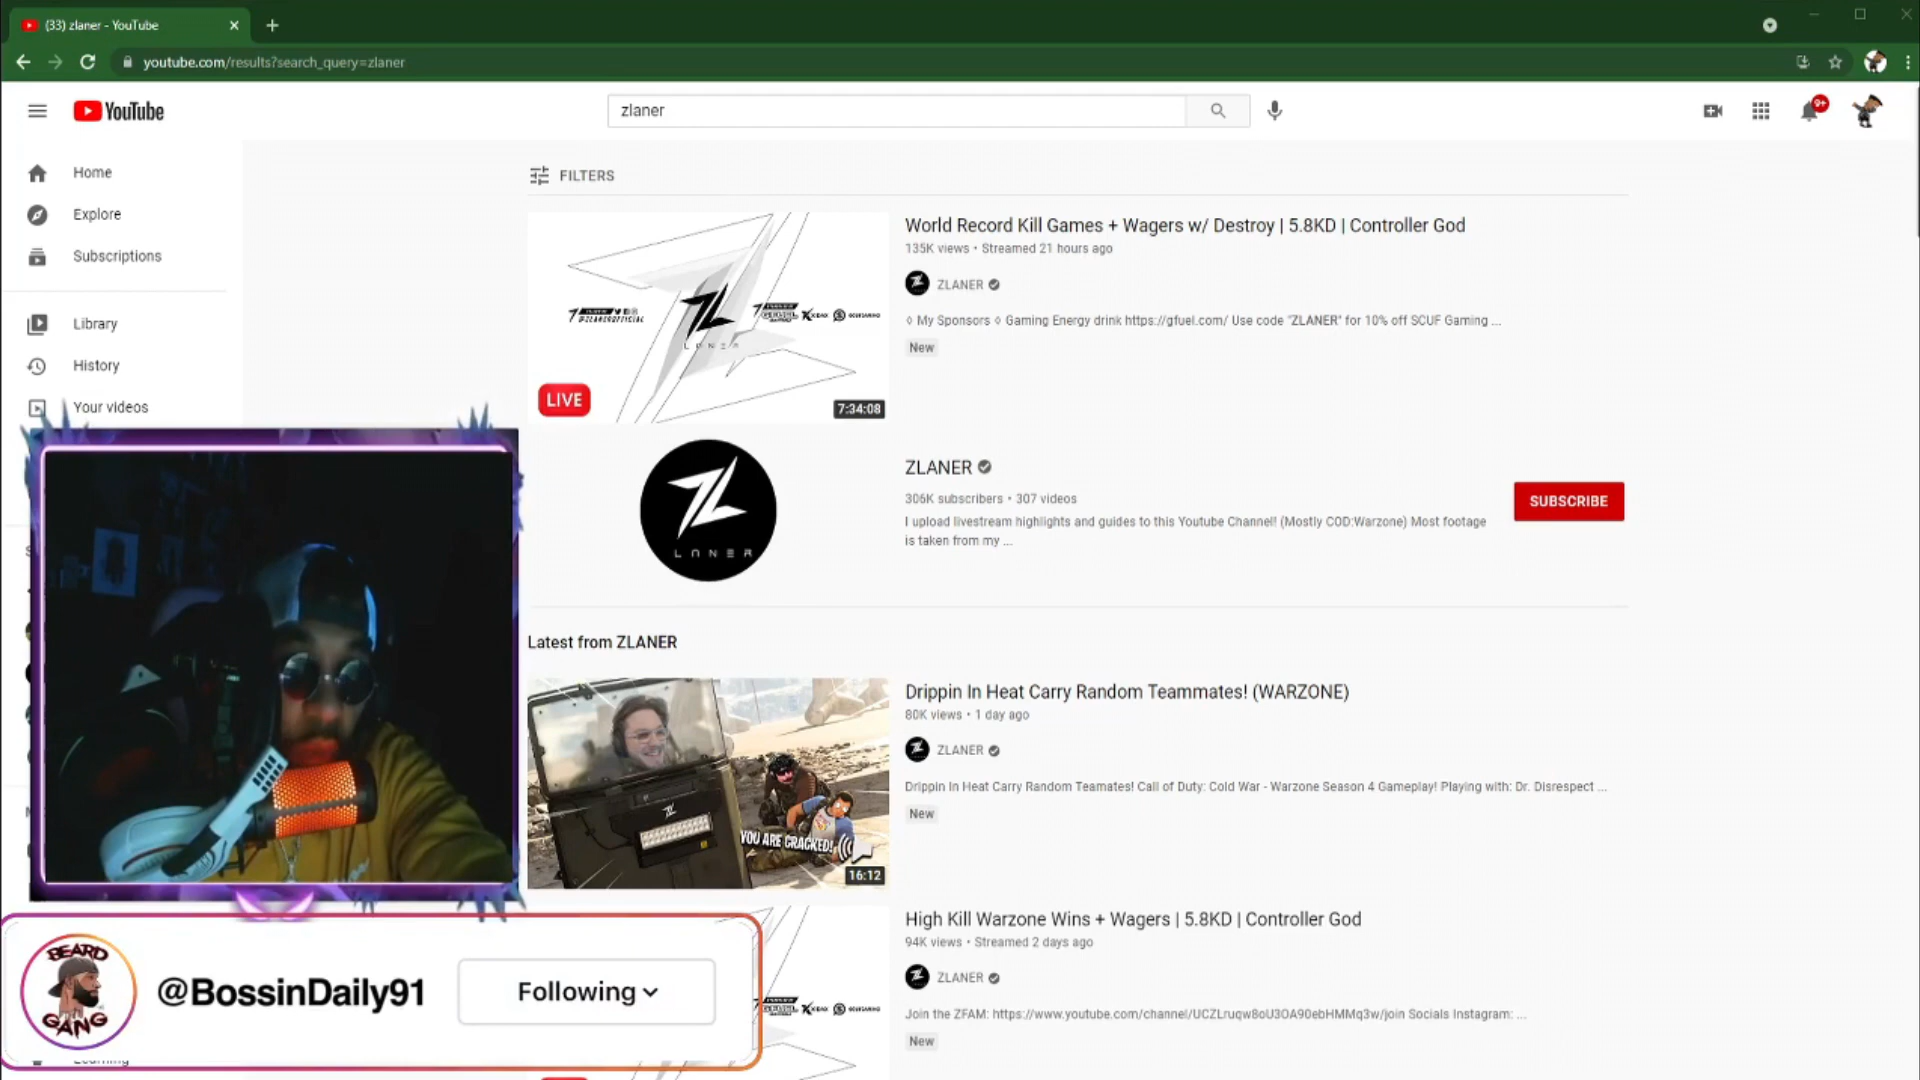 (33) zlaner - YouTube
youtube.com/results?search_query=zlaner
YouTube
zlaner
9+
Home
Explore
Subscriptions
Library
History
Your videos
FILTERS
World Record Kill Games + Wagers w/ Destroy | 5.8KD | Controller God
135K views • Streamed 21 hours ago
ZLANER
◊ My Sponsors ◊ Gaming Energy drink https://gfuel.com/ Use code "ZLANER" for 10% off SCUF Gaming ...
New
LIVE
7:34:08
ZLANER
306K subscribers • 307 videos
I upload livestream highlights and guides to this Youtube Channel! (Mostly COD:Warzone) Most footage
is taken from my ...
SUBSCRIBE
Latest from ZLANER
Drippin In Heat Carry Random Teammates! (WARZONE)
80K views • 1 day ago
ZLANER
Drippin In Heat Carry Random Teamates! Call of Duty: Cold War - Warzone Season 4 Gameplay! Playing with: Dr. Disrespect ...
New
YOU ARE CRACKED!
16:12
High Kill Warzone Wins + Wagers | 5.8KD | Controller God
94K views • Streamed 2 days ago
ZLANER
Join the ZFAM: https://www.youtube.com/channel/UCZLruqw8oU3OA90ebHMMq3w/join Socials Instagram: ...
New
BEARD
GANG
@BossinDaily91
Following